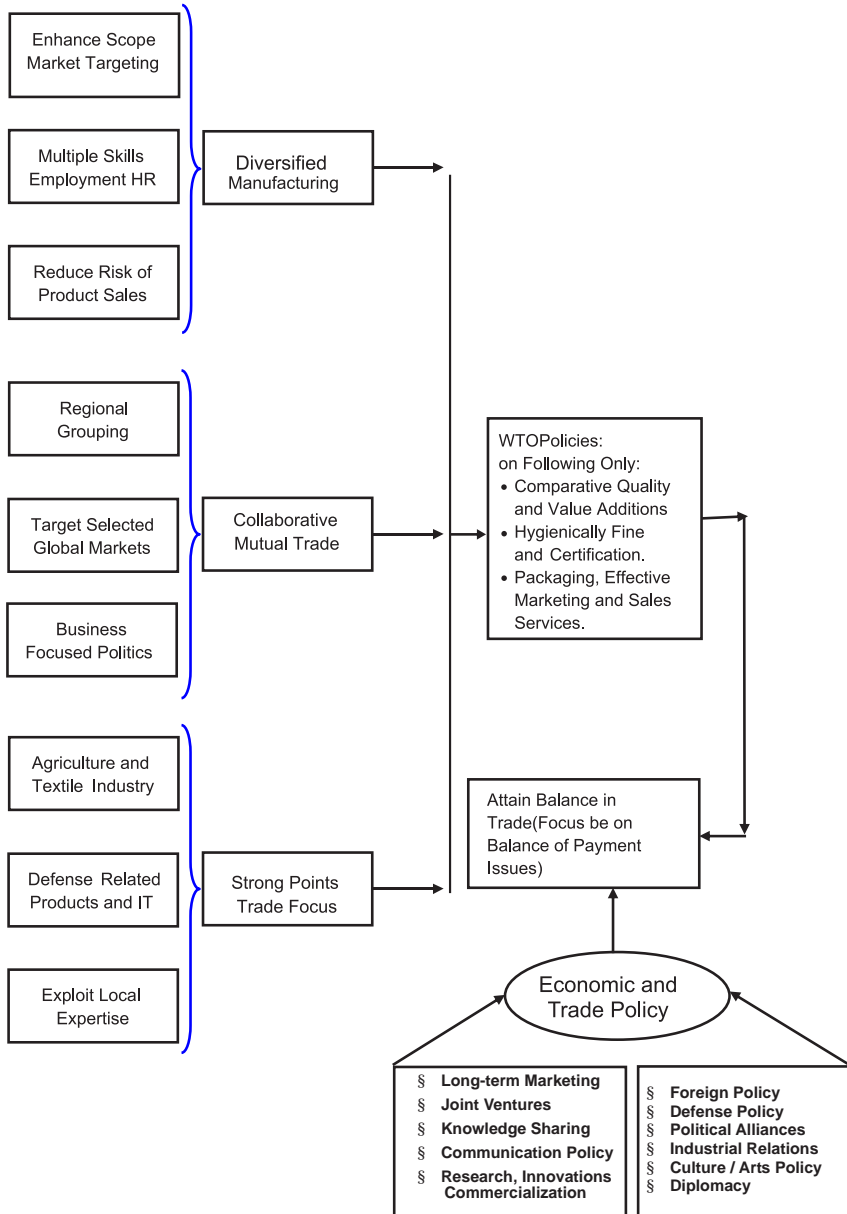 Enhance Scope
Market Targeting
Multiple Skills
Employment HR
Reduce Risk of
Product Sales
Diversified
Manufacturing
Regional
Grouping
Target Selected
Global Markets
Business
Focused Politics
Collaborative
Mutual Trade
WTOPolicies:
on Following Only:
• Comparative Quality
and Value Additions
• Hygienically Fine
and Certification.
• Packaging, Effective
Marketing and Sales
Services.
Agriculture and
Textile Industry
Defense Related
Products and IT
Exploit Local
Expertise
Strong Points
Trade Focus
Attain Balance in
Trade(Focus be on
Balance of Payment
Issues)
Economic and
Trade Policy
§ Long-term Marketing
§ Joint Ventures
§ Knowledge Sharing
§ Communication Policy
§ Research, Innovations
Commercialization
§ Foreign Policy
§ Defense Policy
§ Political Alliances
§ Industrial Relations
§ Culture / Arts Policy
§ Diplomacy